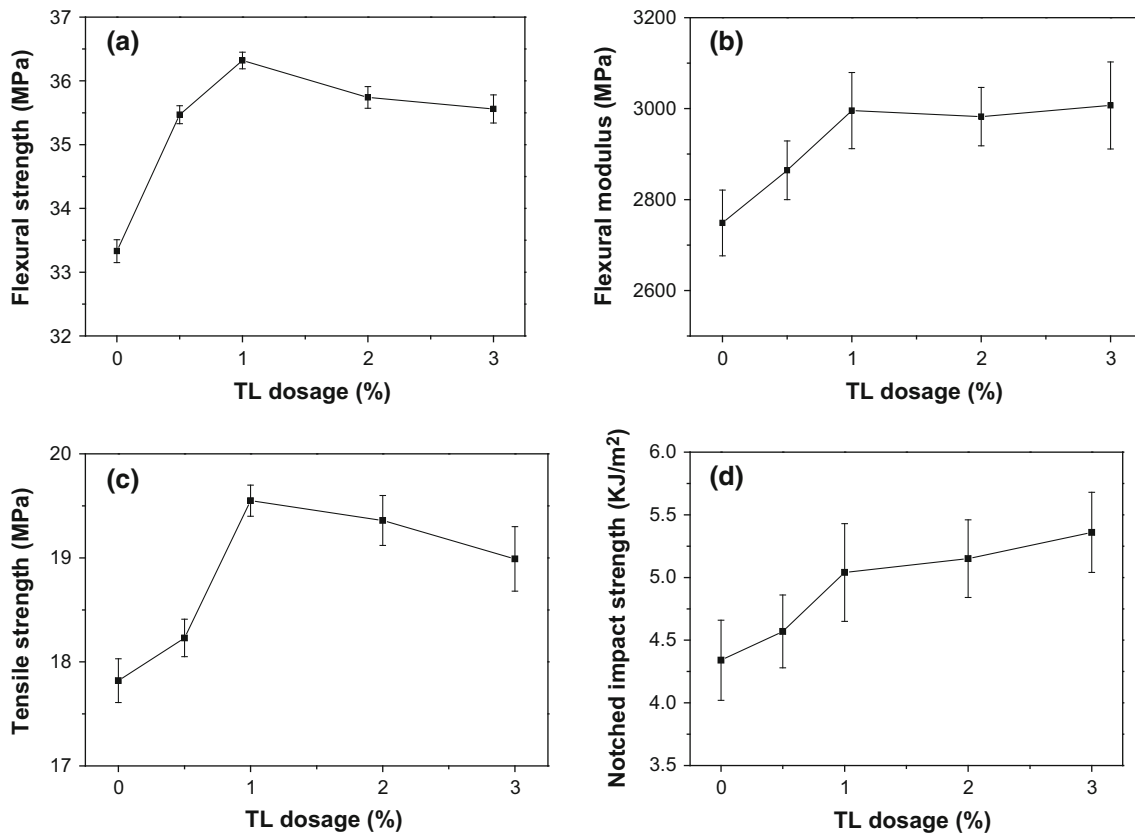 (a)
Flexural strength (MPa)
37
36
35
34
33
32
0 1 2 3
TL dosage (%)
(b)
Flexural modulus (MPa)
3200
3000
2800
2600
0 1 2 3
TL dosage (%)
(c)
Tensile strength (MPa)
20
19
18
17
0 1 2 3
TL dosage (%)
(d)
Notched impact strength (KJ/m²)
6.0
5.5
5.0
4.5
4.0
3.5
0 1 2 3
TL dosage (%)